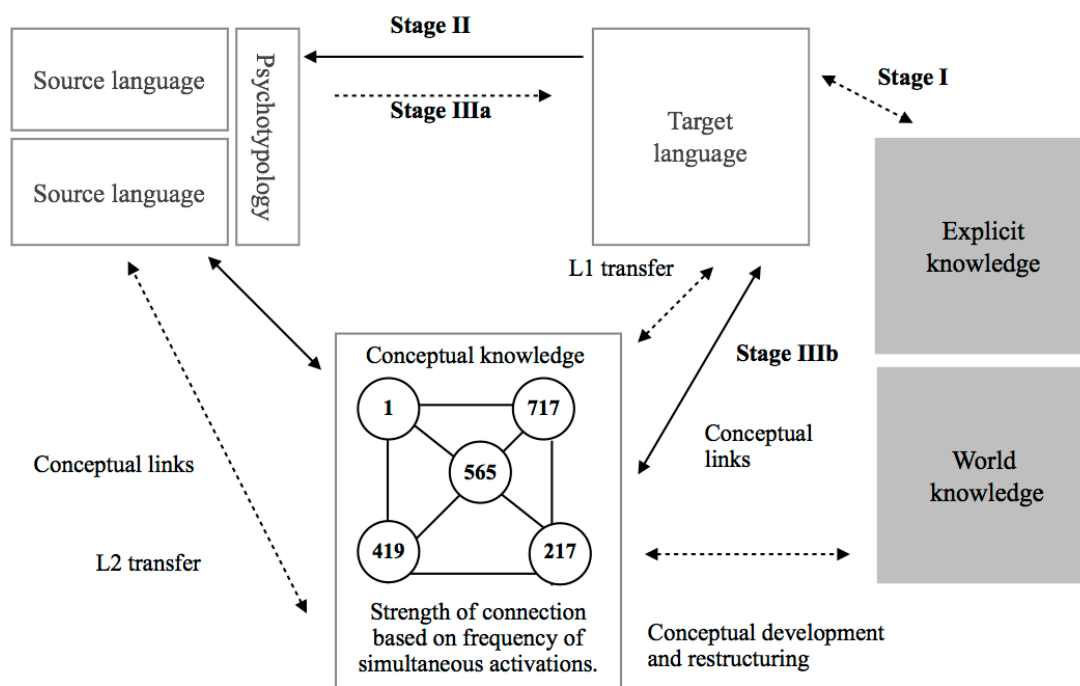 Stage II
Source language
Psychotypology
Stage IIIa
Target
language
Stage I
Source language
Explicit
knowledge
L1 transfer
Conceptual knowledge
Stage IIIb
1
717
565
419
217
Conceptual links
Conceptual
links
World
knowledge
L2 transfer
Strength of connection
based on frequency of
simultaneous activations.
Conceptual development
and restructuring